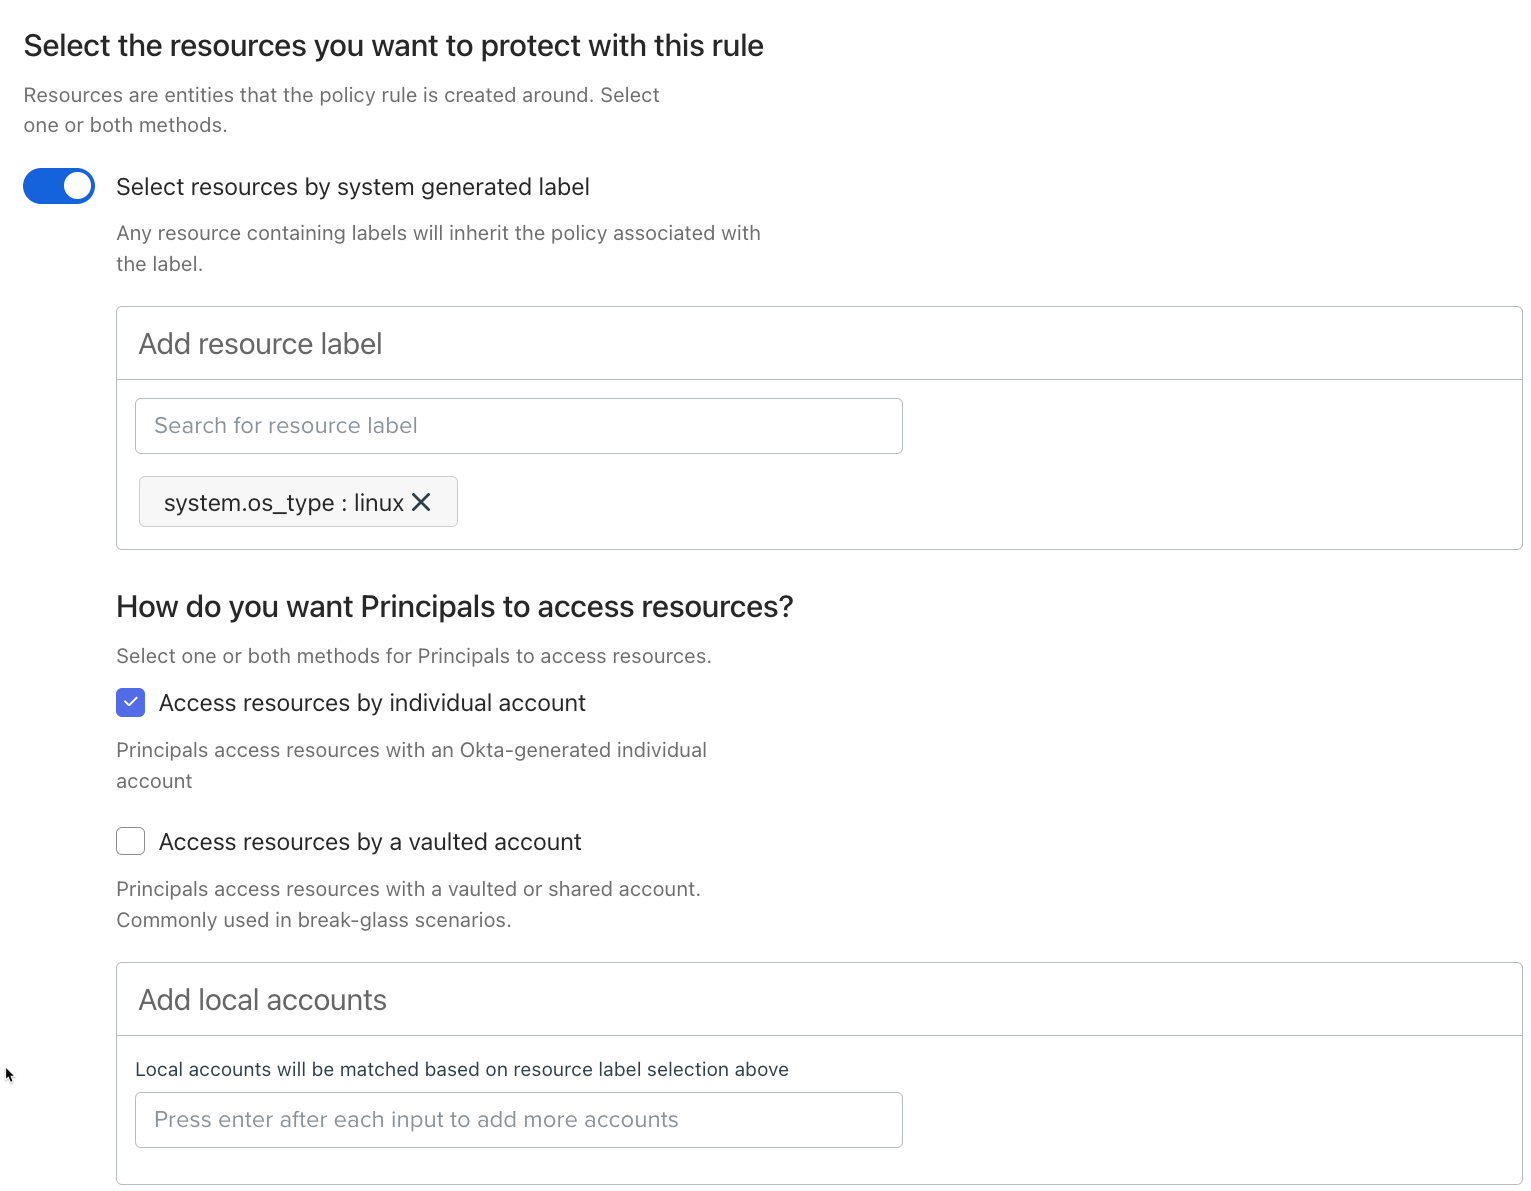 Select the resources you want to protect with this rule
Resources are entities that the policy rule is created around. Select
one or both methods.
Select resources by system generated label
Any resource containing labels will inherit the policy associated with
the label.
Add resource label
Search for resource label
system.os_type : linux
How do you want Principals to access resources?
Select one or both methods for Principals to access resources.
Access resources by individual account
Principals access resources with an Okta-generated individual
account
Access resources by a vaulted account
Principals access resources with a vaulted or shared account.
Commonly used in break-glass scenarios.
Add local accounts
Local accounts will be matched based on resource label selection above
Press enter after each input to add more accounts